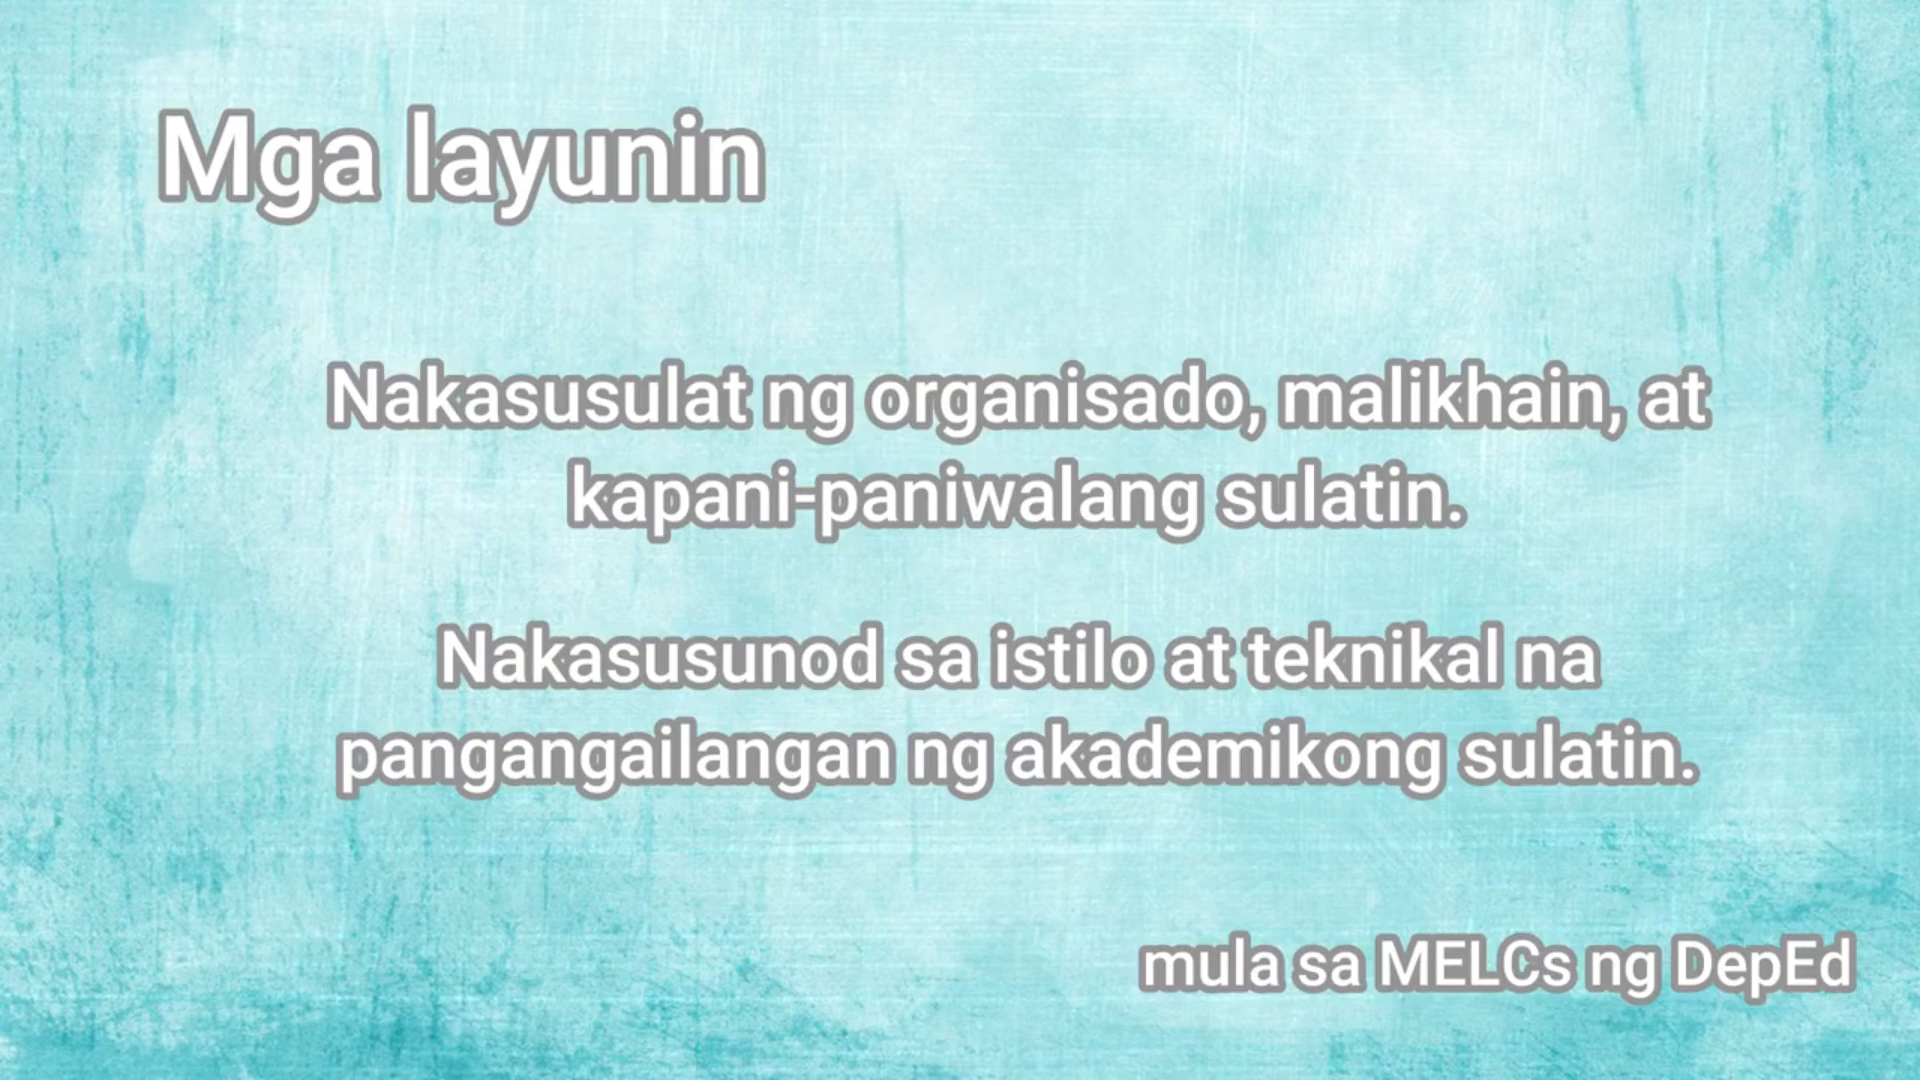 Mga layunin
Nakasusulat ng organisado, malikhain, at
kapani-paniwalang sulatin.
Nakasusunod sa istilo at teknikal na
pangangailangan ng akademikong sulatin.
mula sa MELCs ng DepEd